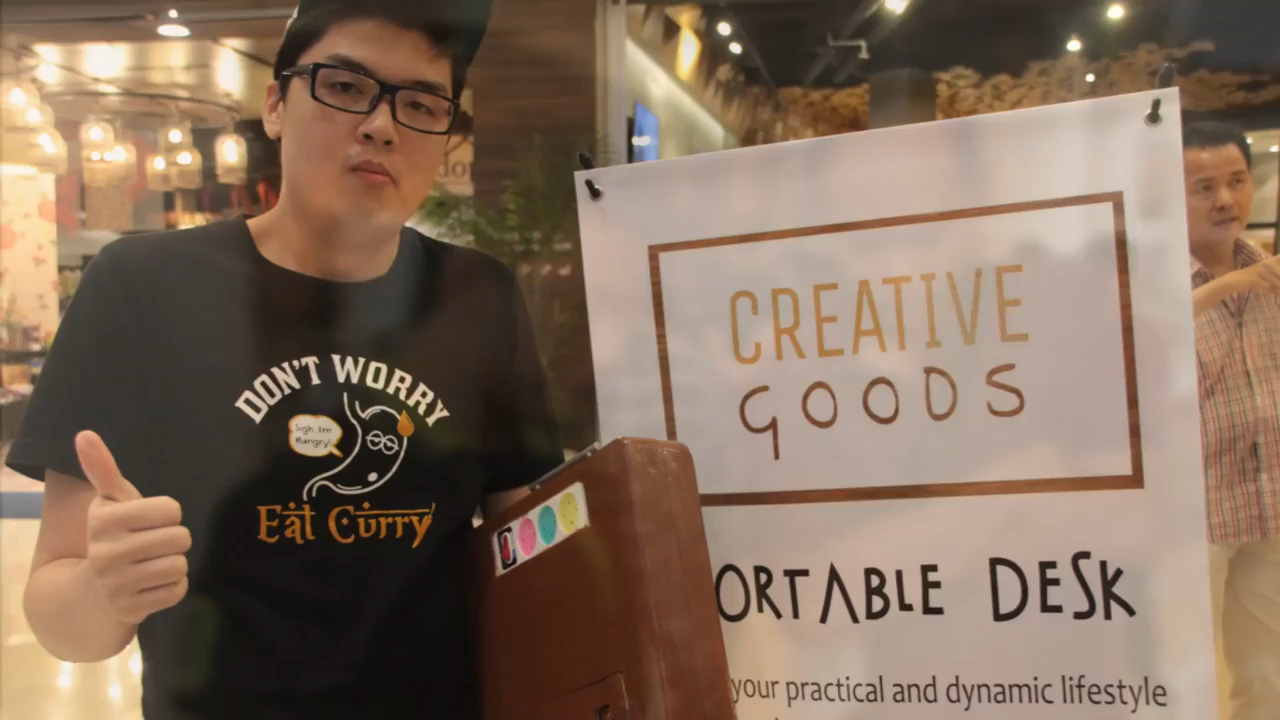 DON'T WORRY
Sigh..I'm
Hungry!
Eat Curry
CREATIVE
GOODS
ORTABLE DESK
your practical and dynamic lifestyle